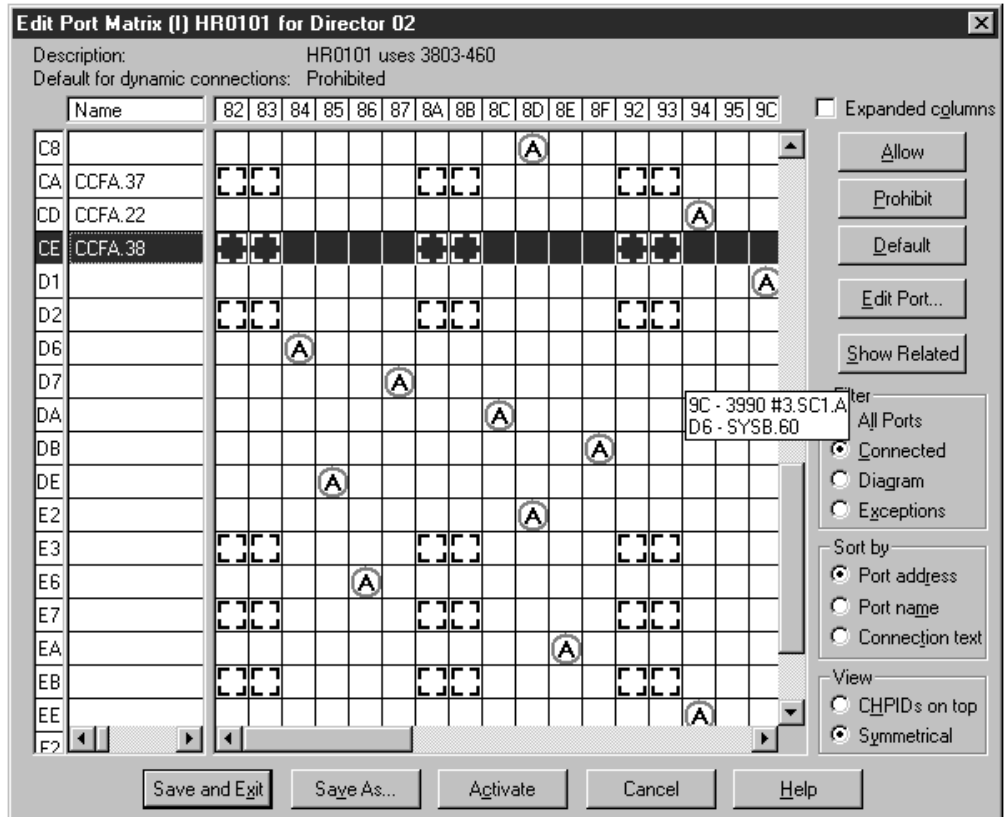 Edit Port Matrix (I) HR0101 for Director 02
Description: HR0101 uses 3803-460
Default for dynamic connections: Prohibited
Name 82 83 84 85 86 87 8A 8B 8C 8D 8E 8F 92 93 94 95 9C
Expanded columns
C8 A
CA CCFA.37
CD CCFA.22 A
CE CCFA.38
D1 A
D2
D6 A
D7 A
DA A
DB A
DE A
E2 A
E3
E6 A
E7
EA A
EB
EE A
9C - 3990 #3.SC1.A
D6 - SYSB.60
Allow
Prohibit
Default
Edit Port...
Show Related
All Ports
Connected
Diagram
Exceptions
Sort by
Port address
Port name
Connection text
View
CHPIDs on top
Symmetrical
Save and Exit Save As... Activate Cancel Help